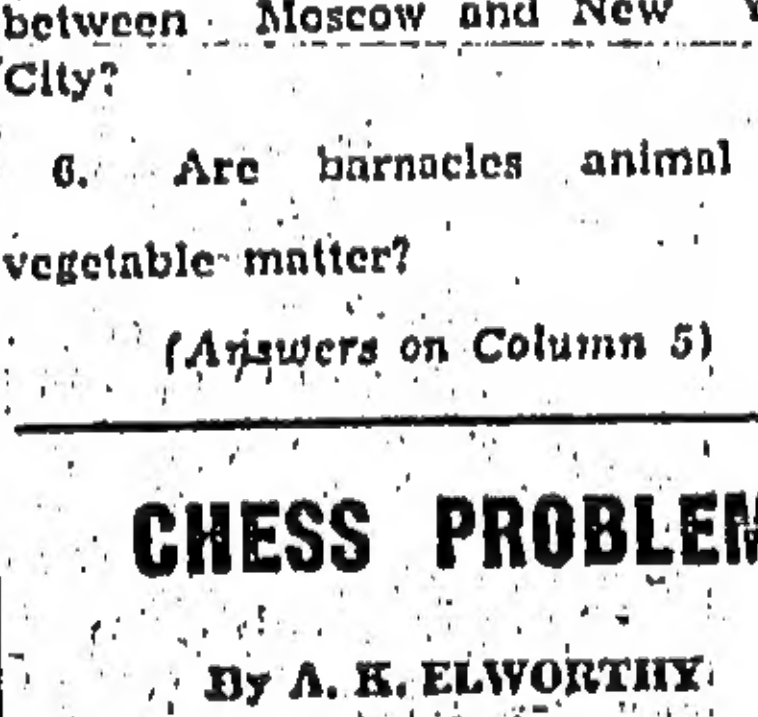 between Moscow and New
City?
6. Are barnacles animal
vegetable matter?
(Answers on Column 5)
CHESS PROBLEM
By A. K. ELWORTHY